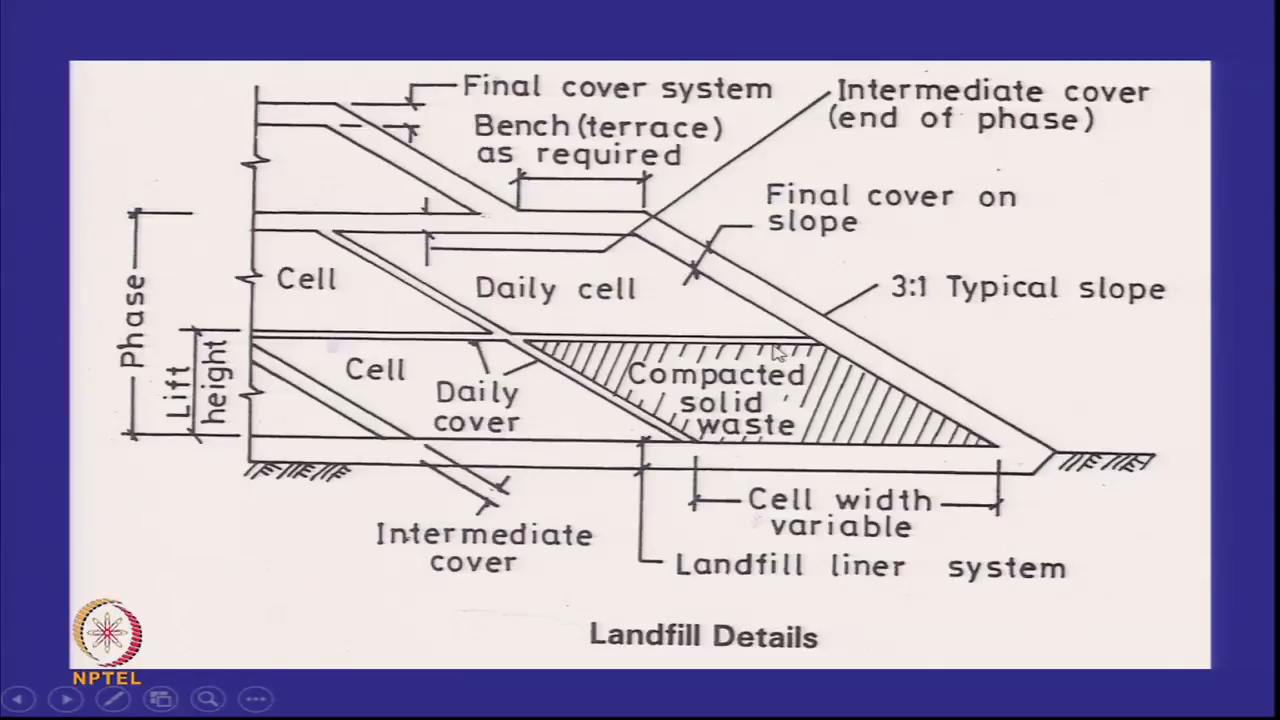 Final cover system
Bench (terrace)
as required
Intermediate cover
(end of phase)
Final cover on
slope
3:1 Typical slope
Cell
Daily cell
Phase
Lift
height
Cell
Daily
cover
Compacted
solid
waste
Cell width
variable
Intermediate
cover
Landfill liner system
Landfill Details
NPTEL